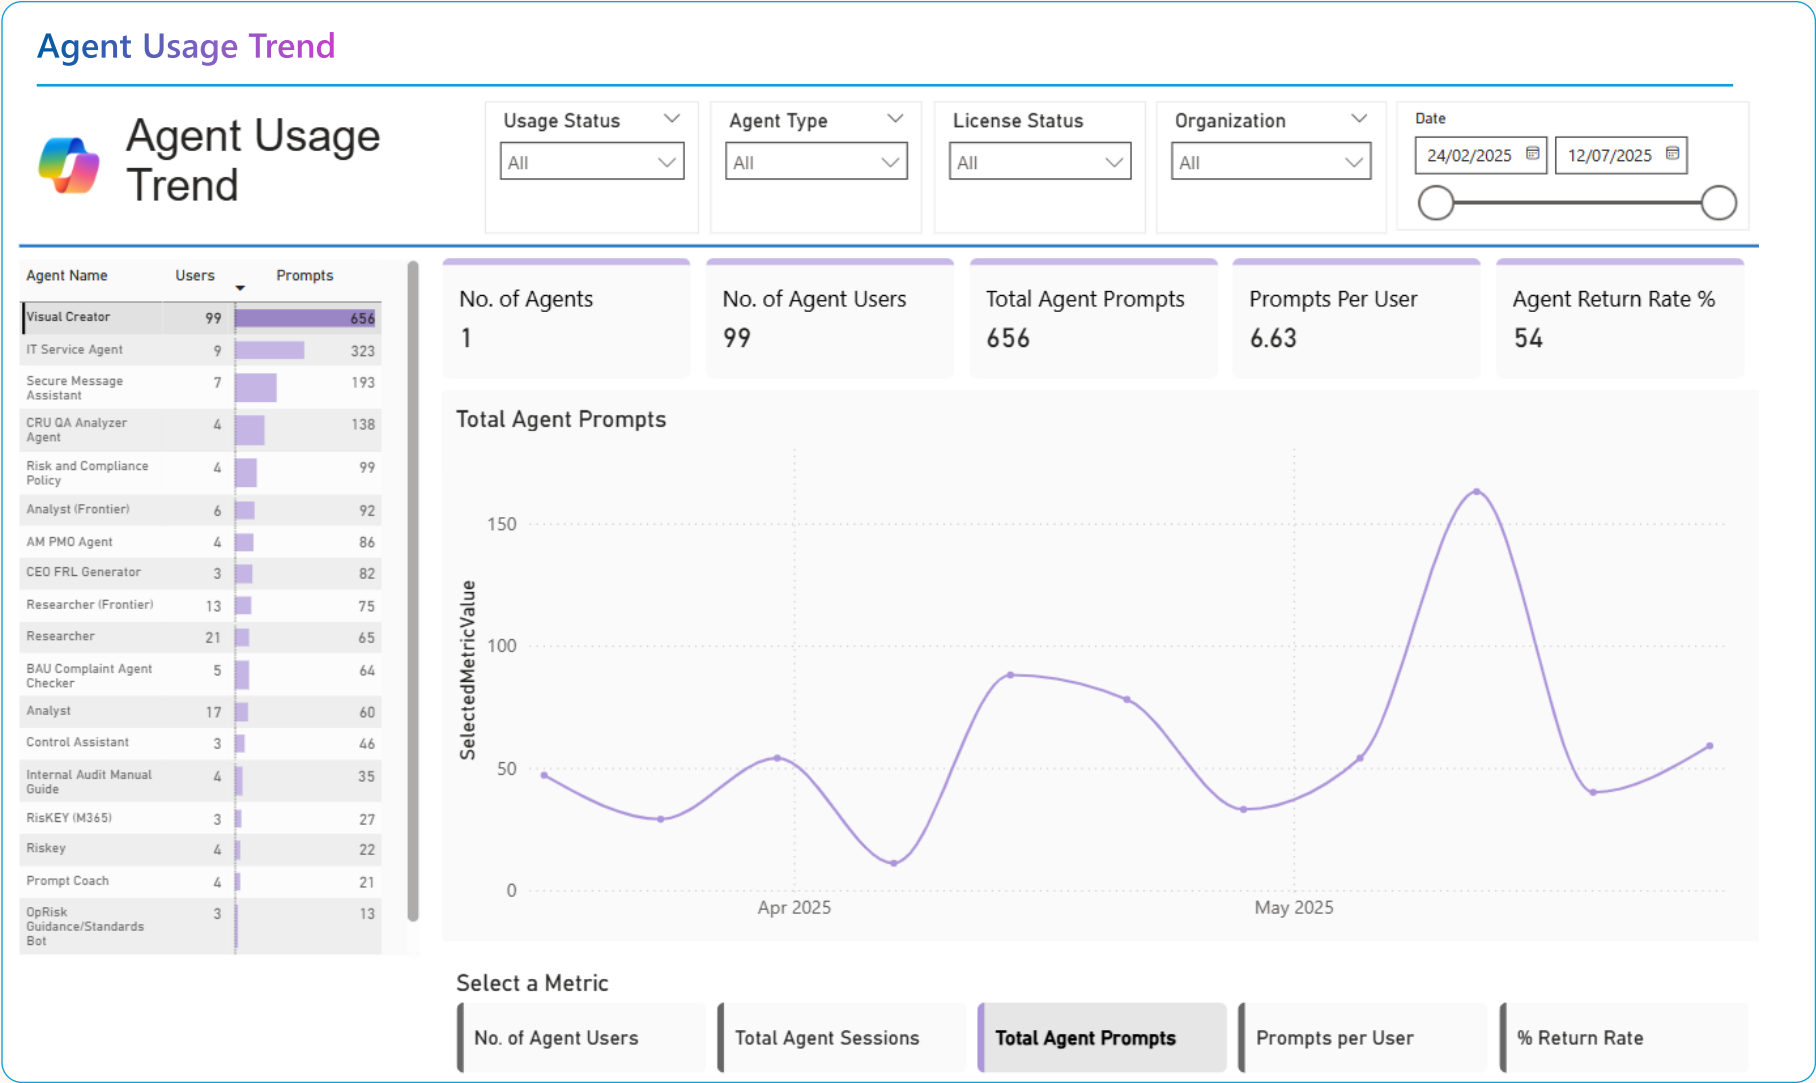 Agent Usage Trend
Agent Usage
Trend
Usage Status
All
Agent Type
All
License Status
All
Organization
All
Date
24/02/2025
12/07/2025
Agent Name Users Prompts
Visual Creator 99 656
IT Service Agent 9 323
Secure Message
Assistant
7 193
CRU QA Analyzer
Agent
4 138
Risk and Compliance
Policy
4 99
Analyst (Frontier) 6 92
AM PMO Agent 4 86
CEO FRL Generator 3 82
Researcher (Frontier) 13 75
Researcher 21 65
BAU Complaint Agent
Checker
5 64
Analyst 17 60
Control Assistant 3 46
Internal Audit Manual
Guide
4 35
RisKEY (M365) 3 27
Riskey 4 22
Prompt Coach 4 21
OpRisk
Guidance/Standards
Bot
3 13
No. of Agents
1
No. of Agent Users
99
Total Agent Prompts
656
Prompts Per User
6.63
Agent Return Rate %
54
Total Agent Prompts
SelectedMetricValue
150
100
50
0
Apr 2025
May 2025
Select a Metric
No. of Agent Users
Total Agent Sessions
Total Agent Prompts
Prompts per User
% Return Rate